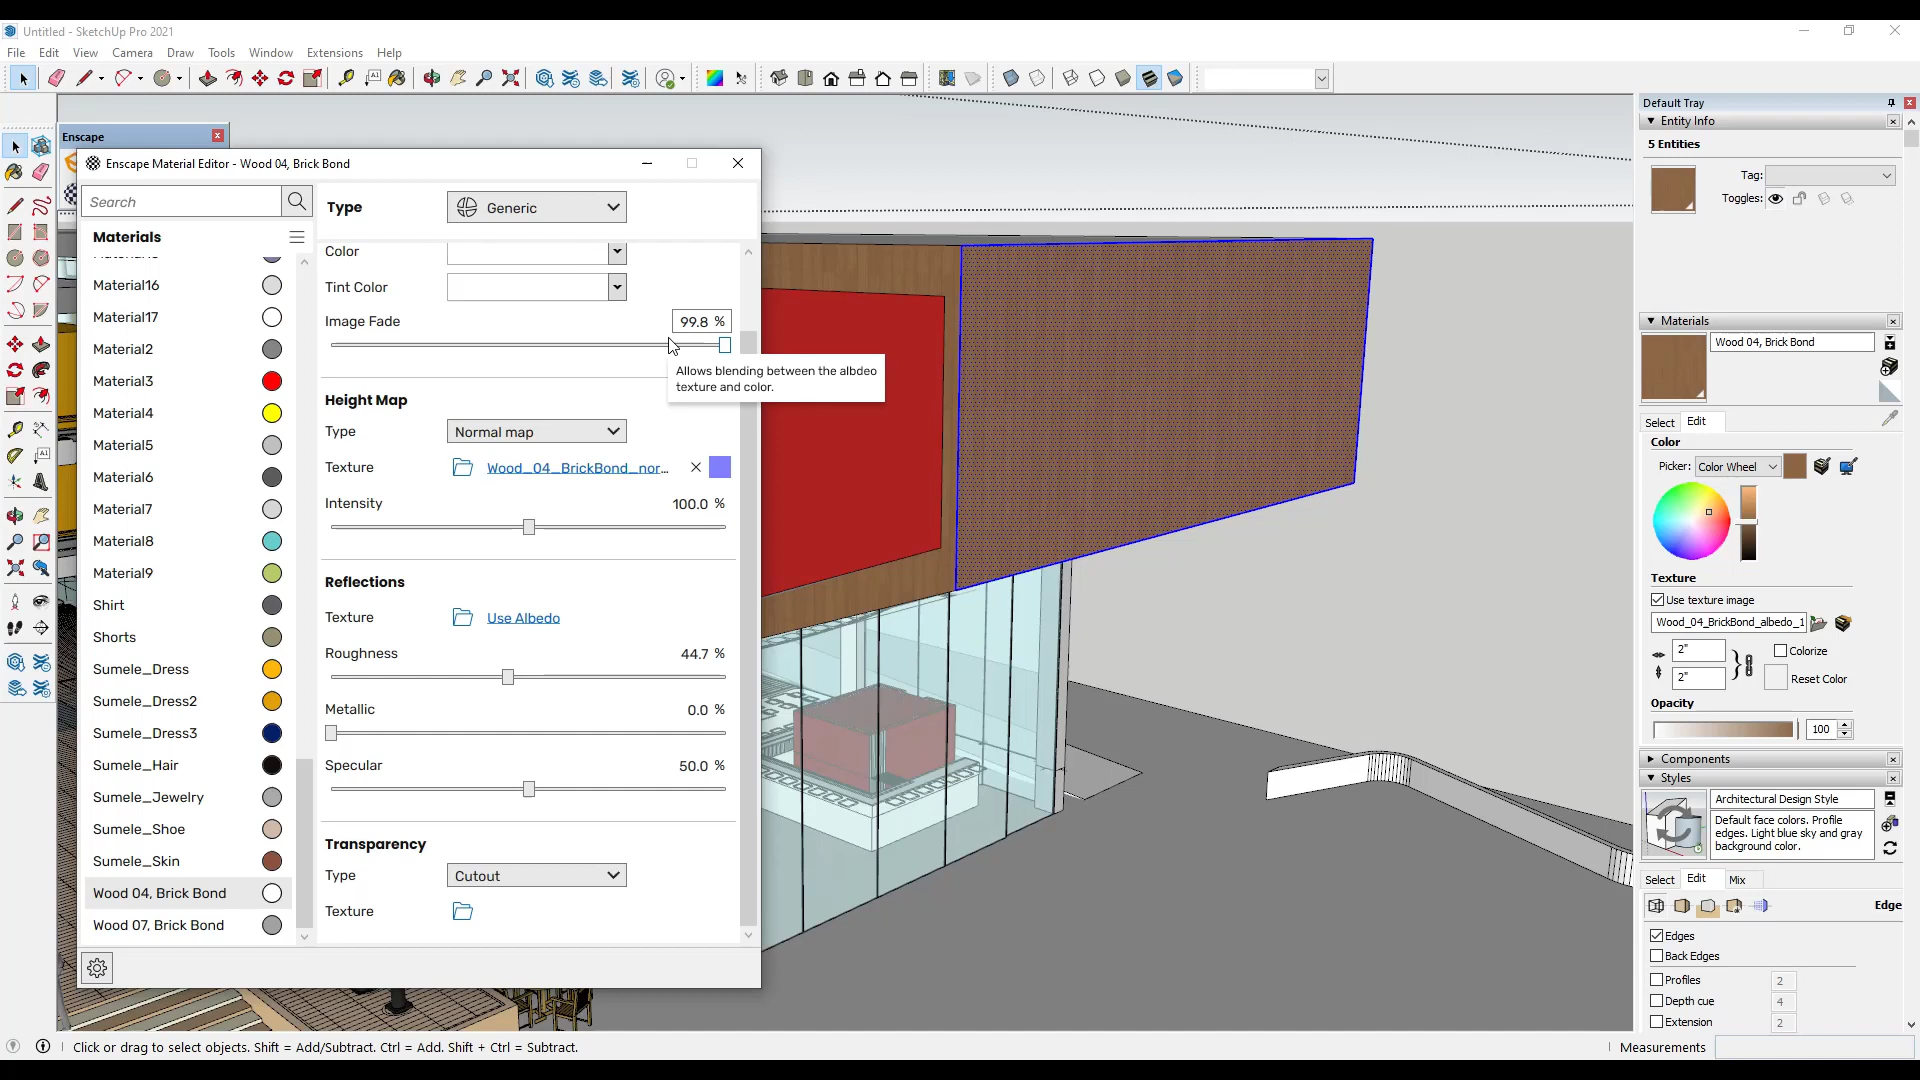 Untitled - SketchUp Pro 2021
File Edit View Camera Draw Tools Window Extensions Help
Enscape
Enscape Material Editor - Wood 04, Brick Bond
Search
Materials
Material16
Material17
Material2
Material3
Material4
Material5
Material6
Material7
Material8
Material9
Shirt
Shorts
Sumele_Dress
Sumele_Dress2
Sumele_Dress3
Sumele_Hair
Sumele_Jewelry
Sumele_Shoe
Sumele_Skin
Wood 04, Brick Bond
Wood 07, Brick Bond
Type Generic
Color
Tint Color
Image Fade 99.8 %
Allows blending between the albdeo
texture and color.
Height Map
Type Normal map
Texture Wood_04_BrickBond_nor...
Intensity 100.0 %
Reflections
Texture Use Albedo
Roughness 44.7 %
Metallic 0.0 %
Specular 50.0 %
Transparency
Type Cutout
Texture
Default Tray
Entity Info
5 Entities
Tag:
Toggles:
Materials
Wood 04, Brick Bond
Select Edit
Color
Picker: Color Wheel
Texture
Use texture image
Wood_04_BrickBond_albedo_1
2" Colorize
2" Reset Color
Opacity
100
Components
Styles
Architectural Design Style
Default face colors. Profile
edges. Light blue sky and gray
background color.
Select Edit Mix
Edge
Edges
Back Edges
Profiles 2
Depth cue 4
Extension 2
Click or drag to select objects. Shift = Add/Subtract. Ctrl = Add. Shift + Ctrl = Subtract.
Measurements